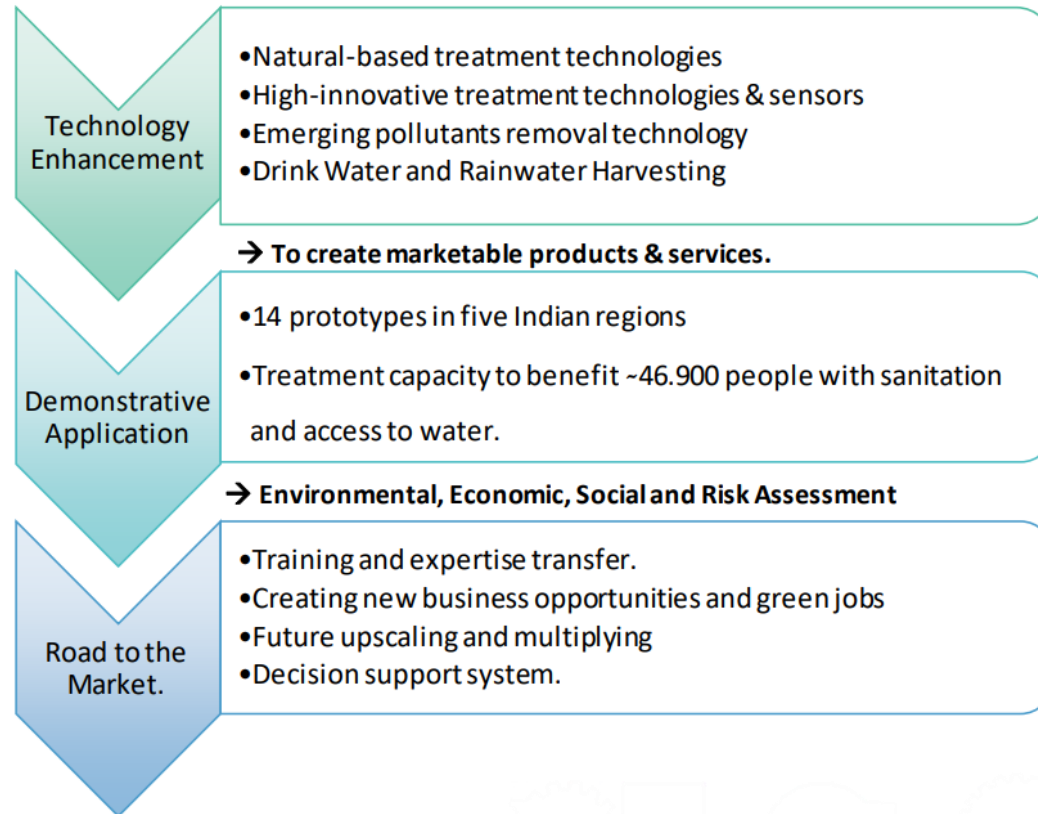 Technology
Enhancement
•Natural-based treatment technologies
•High-innovative treatment technologies & sensors
•Emerging pollutants removal technology
•Drink Water and Rainwater Harvesting
→ To create marketable products & services.
Demonstrative
Application
•14 prototypes in five Indian regions
•Treatment capacity to benefit ~46.900 people with sanitation
and access to water.
→ Environmental, Economic, Social and Risk Assessment
Road to the
Market.
•Training and expertise transfer.
•Creating new business opportunities and green jobs
•Future upscaling and multiplying
•Decision support system.